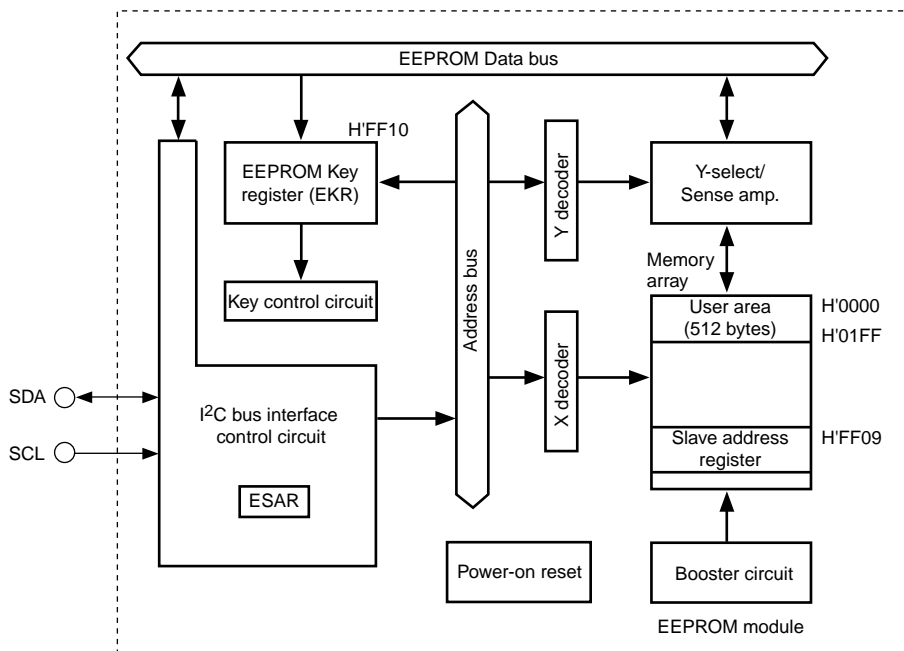 EEPROM Data bus
H'FF10
EEPROM Key
register (EKR)
Key control circuit
Address bus
Y decoder
X decoder
Y-select/
Sense amp.
Memory
array
User area
(512 bytes)
H'0000
H'01FF
Slave address
register
H'FF09
SDA
SCL
I2C bus interface
control circuit
ESAR
Power-on reset
Booster circuit
EEPROM module